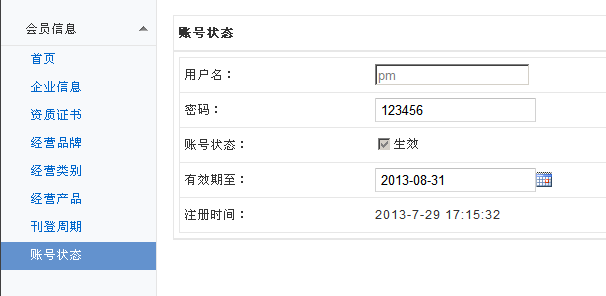 会员信息
首页
企业信息
资质证书
经营品牌
经营类别
经营产品
刊登周期
账号状态
账号状态
用户名： pm
密码： 123456
账号状态： 生效
有效期至： 2013-08-31
注册时间： 2013-7-29 17:15:32